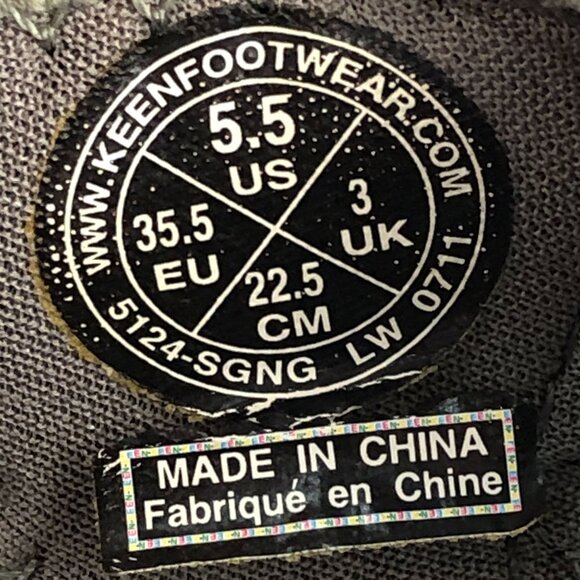 WWW.KEENFOOTWEAR.COM
5.5
US
35.5
EU
3
UK
22.5
CM
5124-SGNG LW 0711
MADE IN CHINA
Fabriqué en Chine